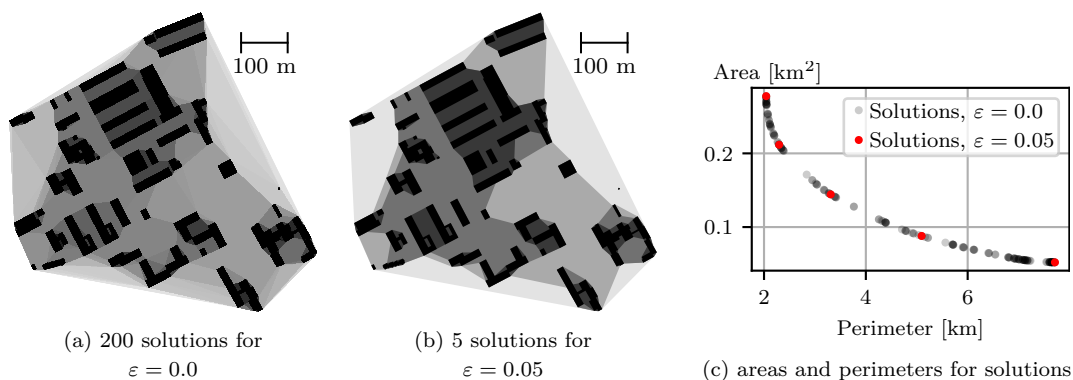 100 m
(a) 200 solutions for
ε = 0.0
100 m
(b) 5 solutions for
ε = 0.05
Area [km²]
Solutions, ε = 0.0
Solutions, ε = 0.05
0.2
0.1
2 4 6
Perimeter [km]
(c) areas and perimeters for solutions